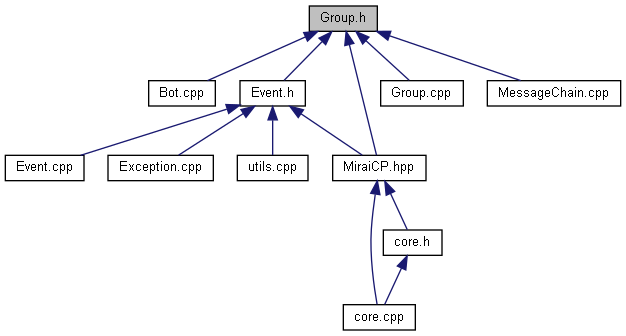 Group.h
Bot.cpp
Event.h
Group.cpp
MessageChain.cpp
Event.cpp
Exception.cpp
utils.cpp
MiraiCP.hpp
core.h
core.cpp